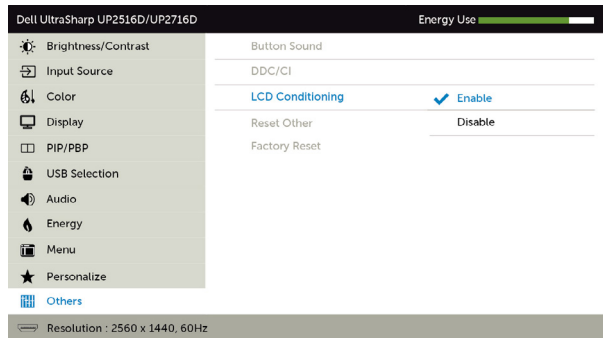 Dell UltraSharp UP2516D/UP2716D
Energy Use
Brightness/Contrast
Input Source
Color
Display
PIP/PBP
USB Selection
Audio
Energy
Menu
Personalize
Others
Button Sound
DDC/CI
LCD Conditioning
Reset Other
Factory Reset
Enable
Disable
Resolution : 2560 x 1440, 60Hz